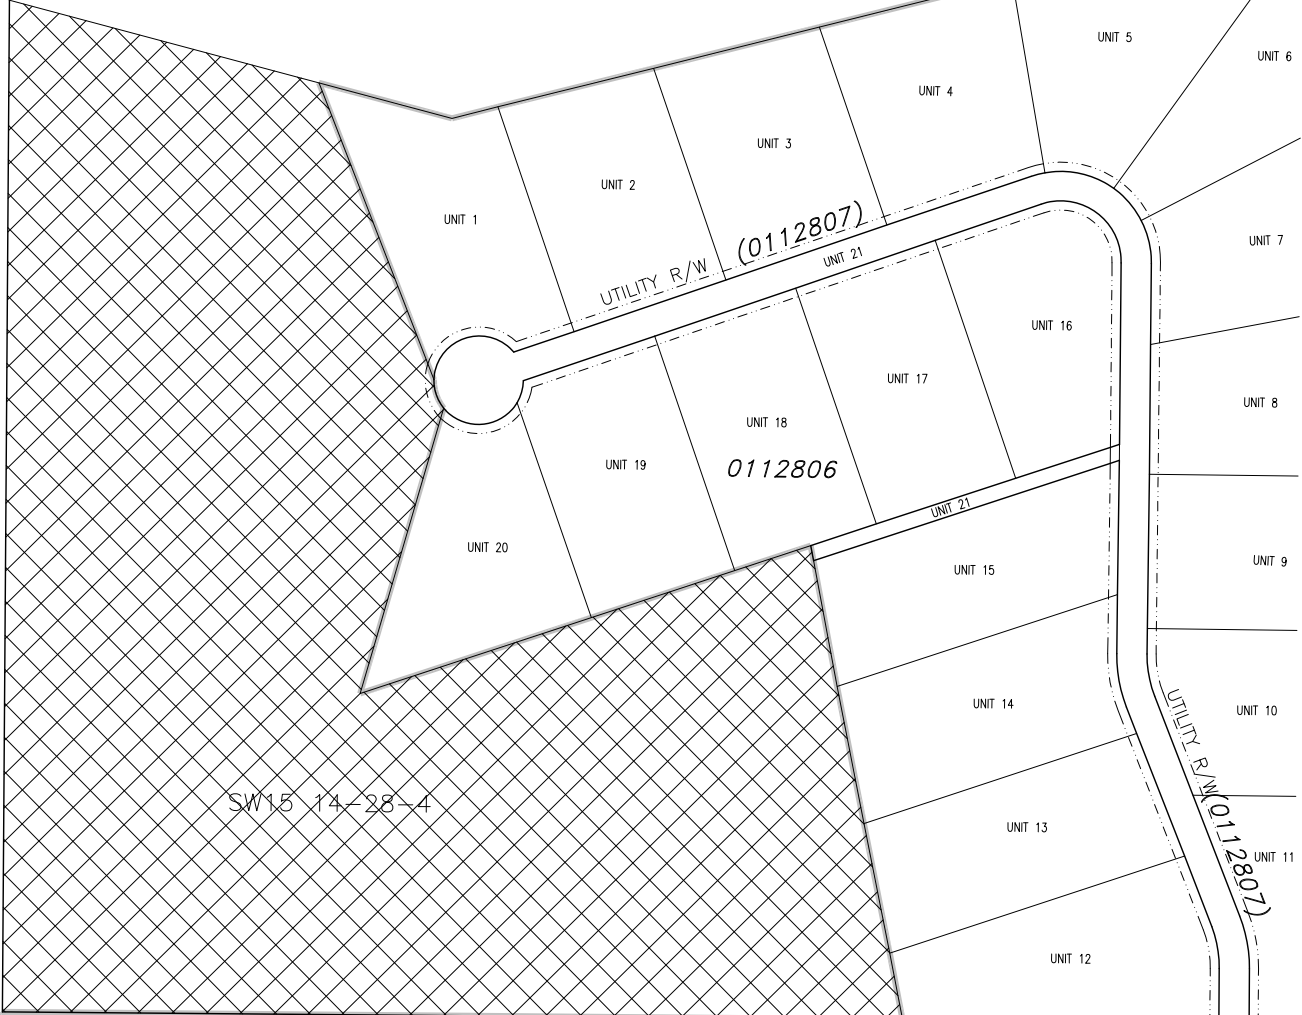 UNIT 5
UNIT 6
UNIT 4
UNIT 3
UNIT 2
UNIT 1
UTILITY R/W (0112807)
UNIT 21
UNIT 7
UNIT 16
UNIT 17
UNIT 8
UNIT 18
0112806
UNIT 19
UNIT 21
UNIT 20
UNIT 9
UNIT 15
UNIT 14
UNIT 10
UTILITY R/W(0112807)
SW15 14-28-4
UNIT 13
UNIT 11
UNIT 12